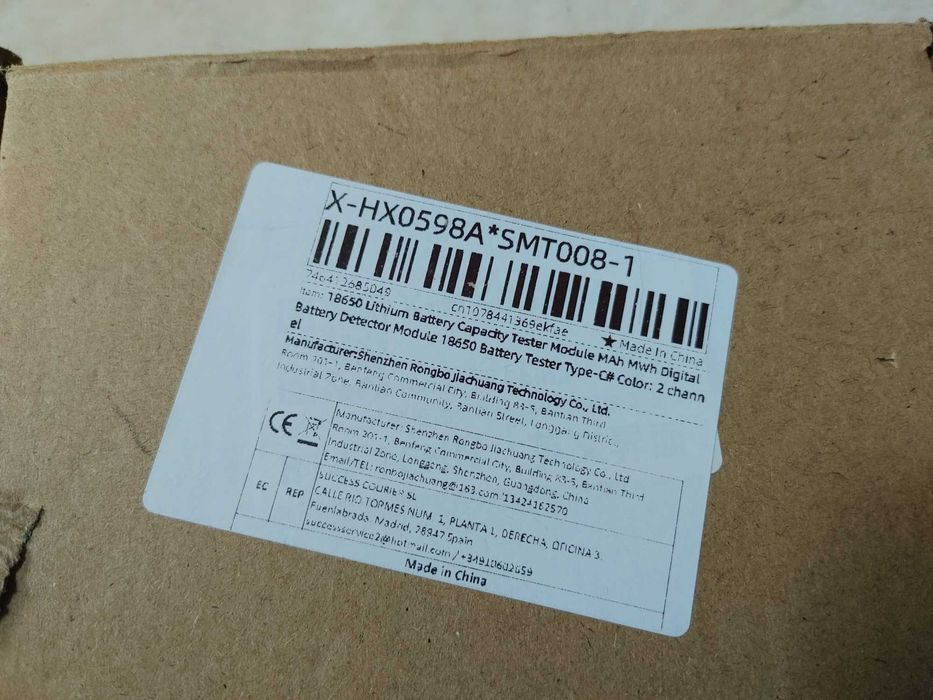 X-HX0598A*SMT008-1
746412685049
cn1078441369ekfae
★ Made In China
Item: 18650 Lithium Battery Capacity Tester Module MAh MWh Digital
Battery Detector Module 18650 Battery Tester Type-C# Color: 2 chann
el
Manufacturer:Shenzhen Rongbo Jiachuang Technology Co., Ltd.
Room 301-1, Benfeng Commercial City, Building 83-5, Bantian Third
Industrial Zone, Bantian Community, Bantian Street, Longgang District,
CE
Manufacturer: Shenzhen Rongbo Jiachuang Technology Co., Ltd
Room 301-1, Benfeng Commercial City, Building 83-5, Bantian Third
Industrial Zone, Longgang, Shenzhen, Guangdong, China
Email/TEL: ronbojiachuang@163.com/13424162570
EC REP
SUCCESS COURIER SL
CALLE RIO TORMES NUM. 1, PLANTA 1, DERECHA, OFICINA 3,
Fuenlabrada, Madrid, 28947 Spain
successservice2@hotmail.com / +34910602659
Made in China